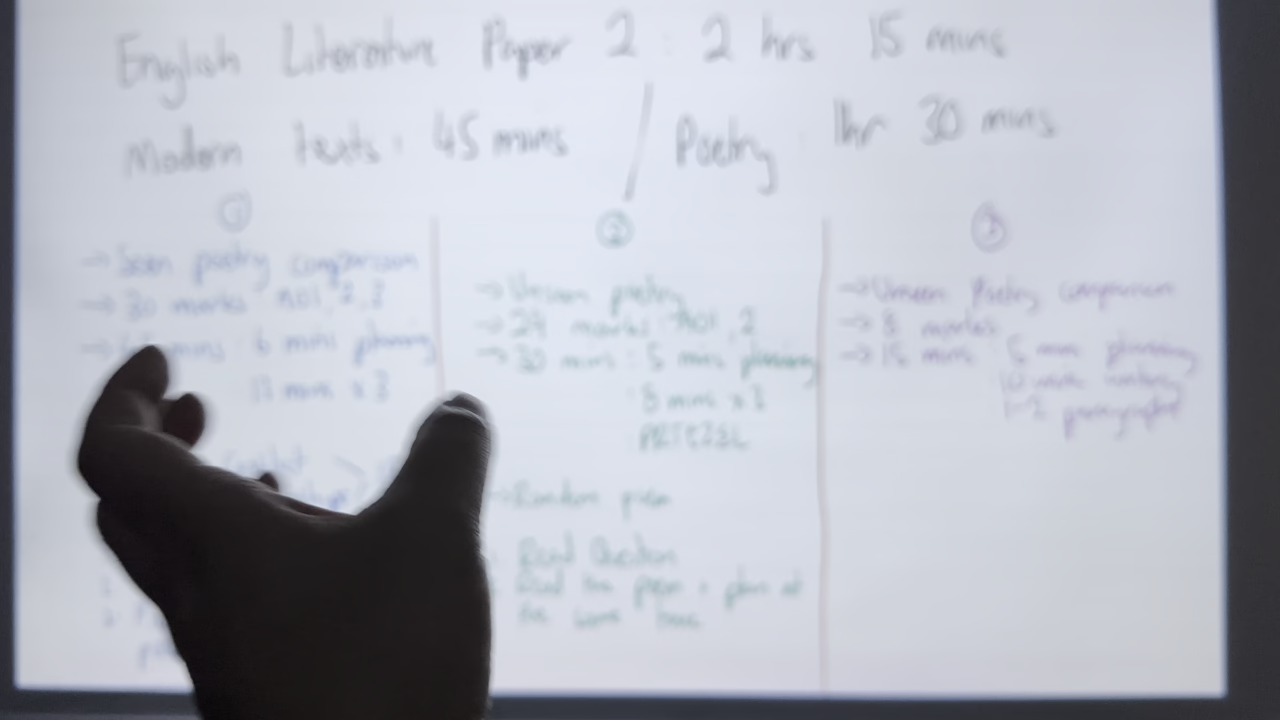 English Literature Paper 2 : 2 hrs 15 mins
Modern texts : 45 mins / Poetry : 1hr 30 mins
①
→ Seen poetry comparison
→ 30 marks AO1, 2, 3
→ mins : 6 mins planning
13 mins x 3
②
→ Unseen poetry
→ 24 marks AO1, 2
→ 30 mins : 5 mins planning
: 8 mins x 3
→ Random poem
Read Question
Read the poem + plan at
the same time
③
→ Unseen Poetry comparison
→ 8 marks
→ 15 mins : 5 min planning
10 min writing
1-2 paragraphs